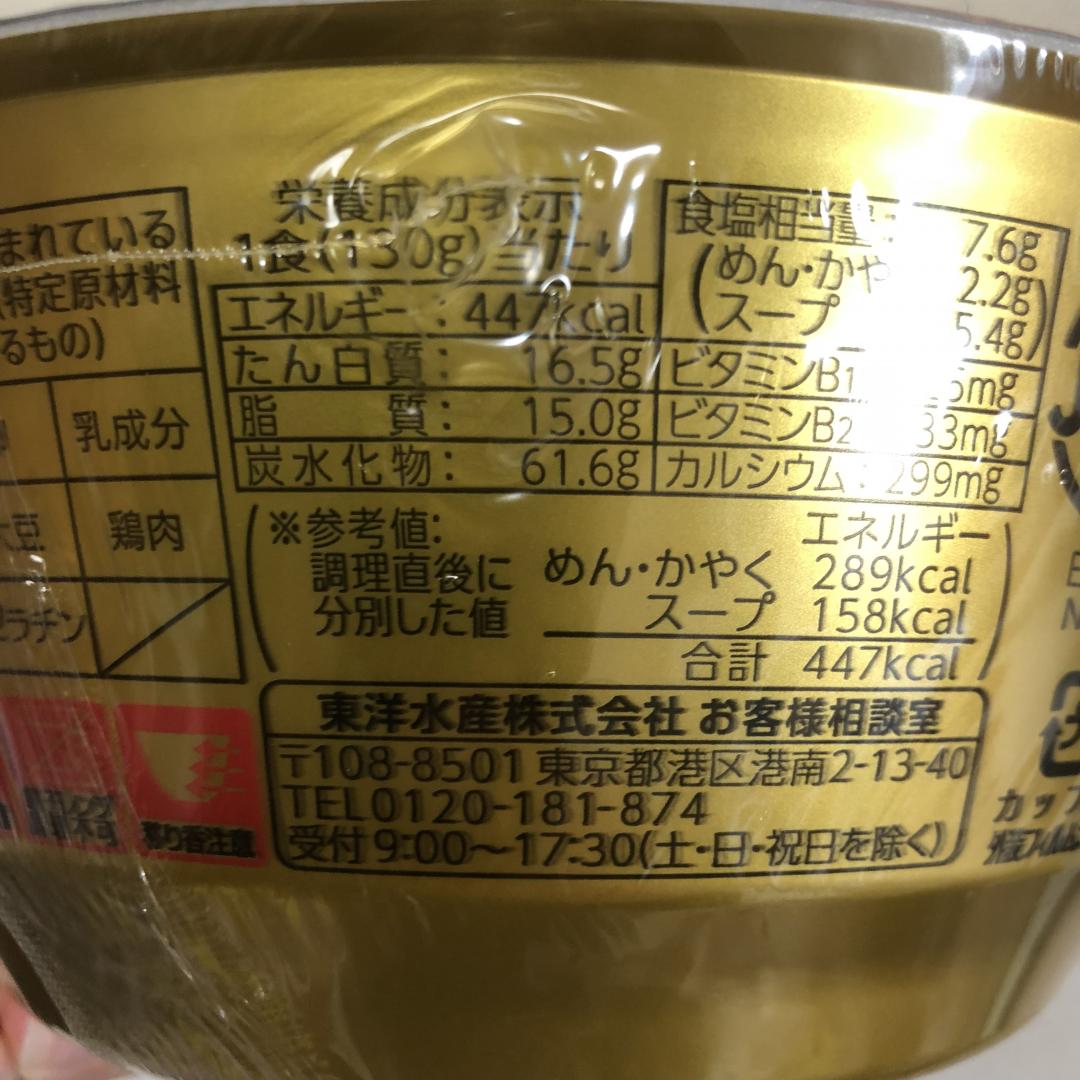 まれている
特定原材料
るもの)
乳成分
大豆
鶏肉
ゼラチン
栄養成分表示
1食(130g)当たり
エネルギー:447kcal
たん白質: 16.5g
脂 質: 15.0g
炭水化物: 61.6g
食塩相当量: 7.6g
(めん・かや 2.2g)
(スープ 5.4g)
ビタミンB1 mg
ビタミンB2 33mg
カルシウム: 299mg
※参考値: エネルギー
調理直後に めん・かやく 289kcal
分別した値 スープ 158kcal
合計 447kcal
東洋水産株式会社 お客様相談室
〒108-8501 東京都港区港南2-13-40
TEL0120-181-874
受付 9:00〜17:30(土・日・祝日を除く)
移り香注意
カップ